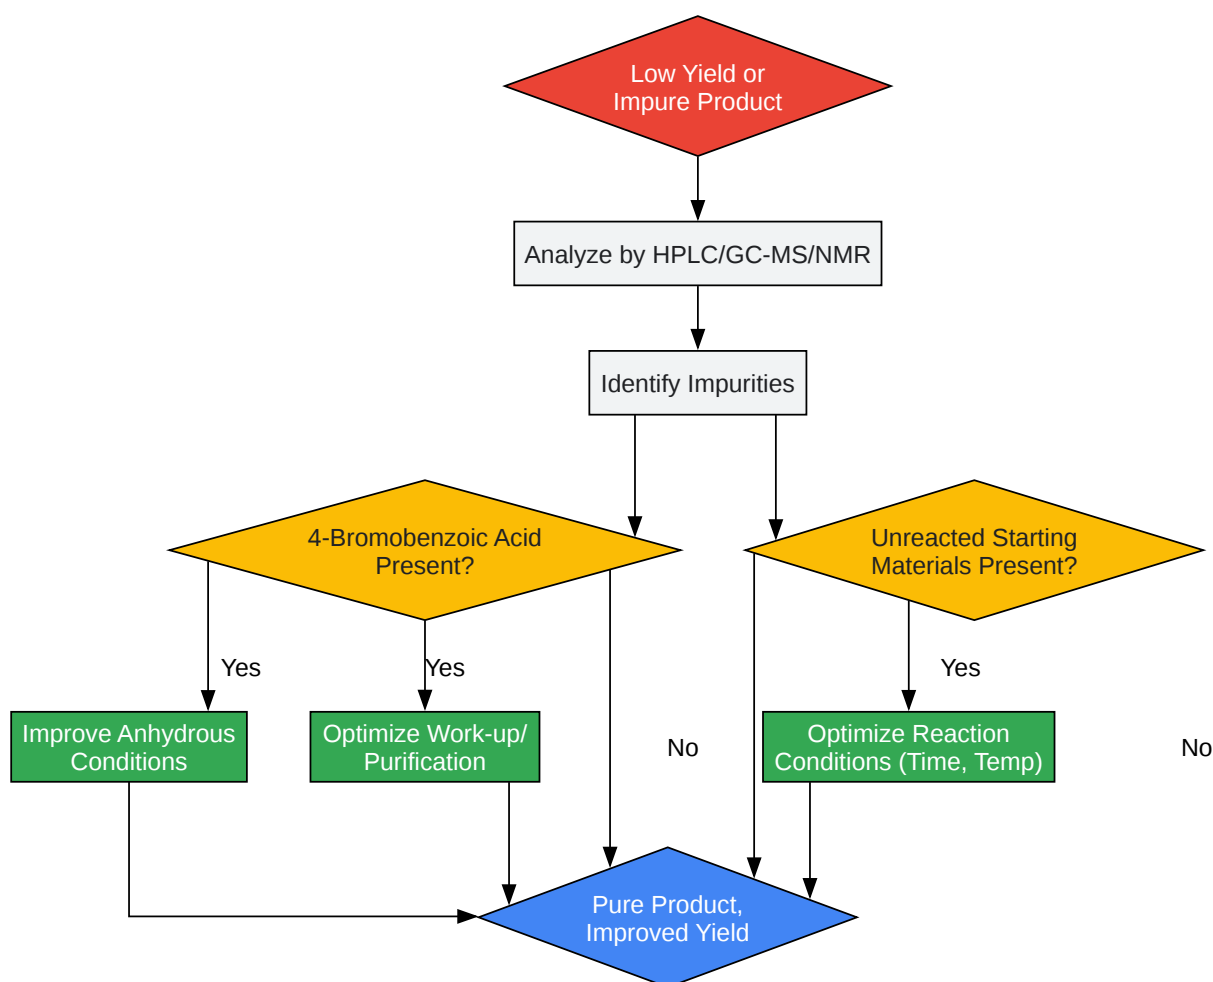 Low Yield or
Impure Product
Analyze by HPLC/GC-MS/NMR
Identify Impurities
4-Bromobenzoic Acid
Present?
Unreacted Starting
Materials Present?
Yes
Yes
Yes
Improve Anhydrous
Conditions
Optimize Work-up/
Purification
No
Optimize Reaction
Conditions (Time, Temp)
No
Pure Product,
Improved Yield